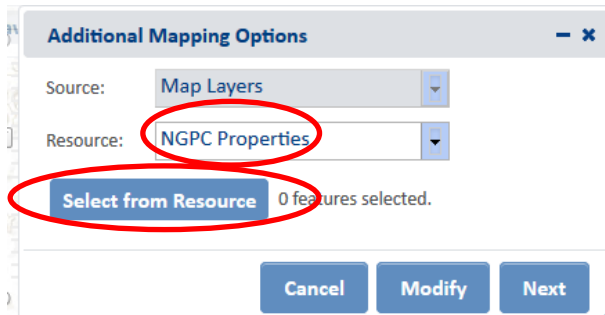 Additional Mapping Options
Source: Map Layers
Resource: NGPC Properties
Select from Resource 0 features selected.
Cancel Modify Next